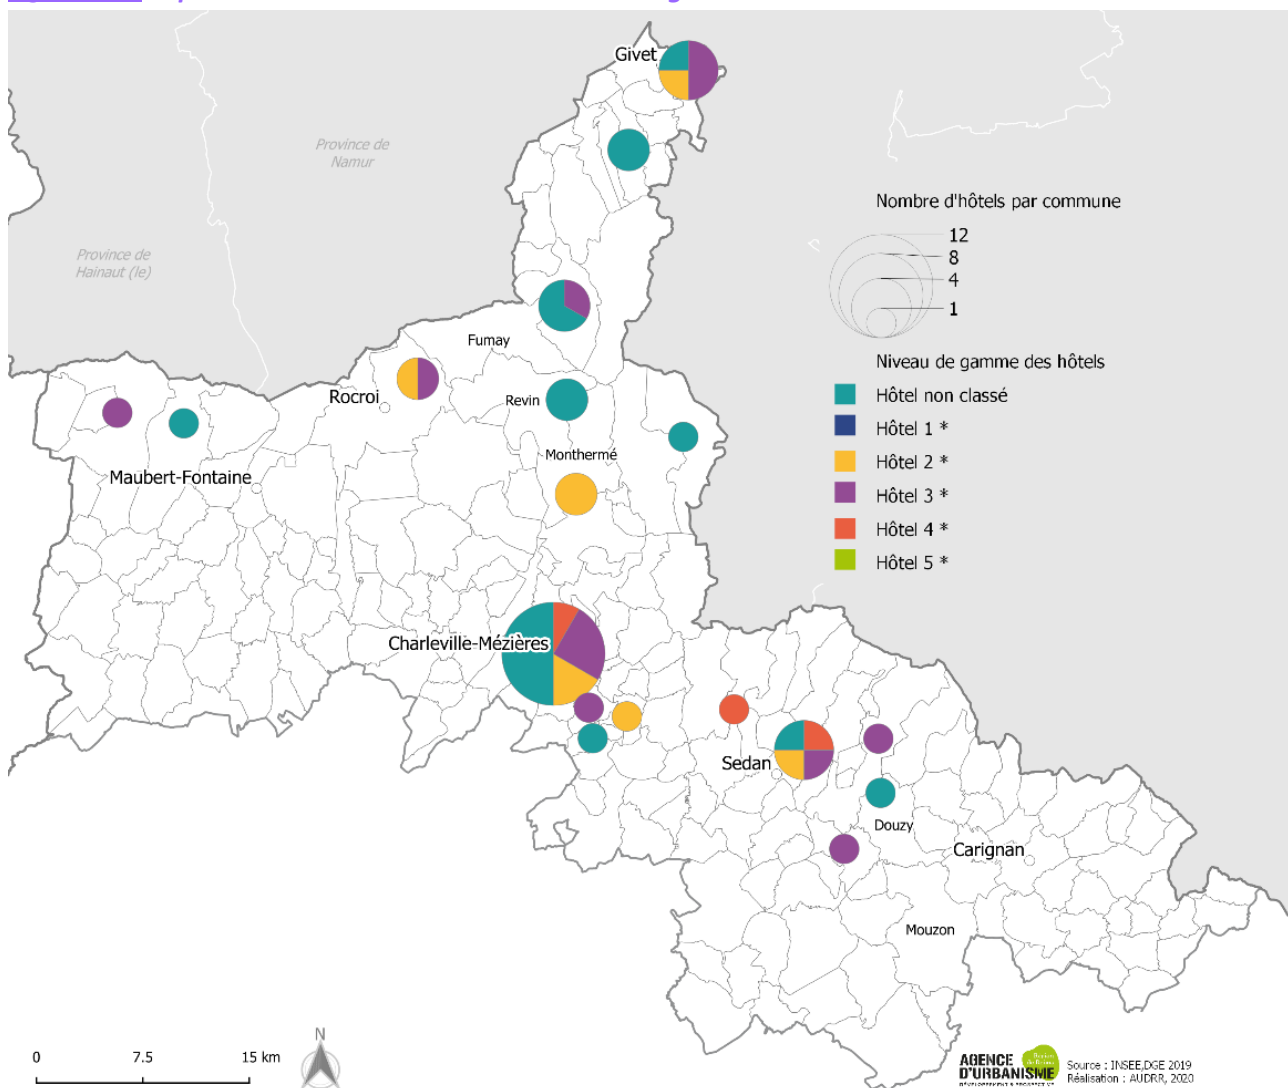 Givet
Province de
Namur
Nombre d'hôtels par commune
12
8
4
1
Province de
Hainaut (le)
Fumay
Niveau de gamme des hôtels
Hôtel non classé
Hôtel 1 *
Hôtel 2 *
Hôtel 3 *
Hôtel 4 *
Hôtel 5 *
Rocroi
Revin
Monthermé
Maubert-Fontaine
Charleville-Mézières
Sedan
Douzy
Carignan
Mouzon
N
0 7.5 15 km
AGENCE
D'URBANISME
Région
de Reims
Source : INSEE,DGE 2019
Réalisation : AUDRR, 2020